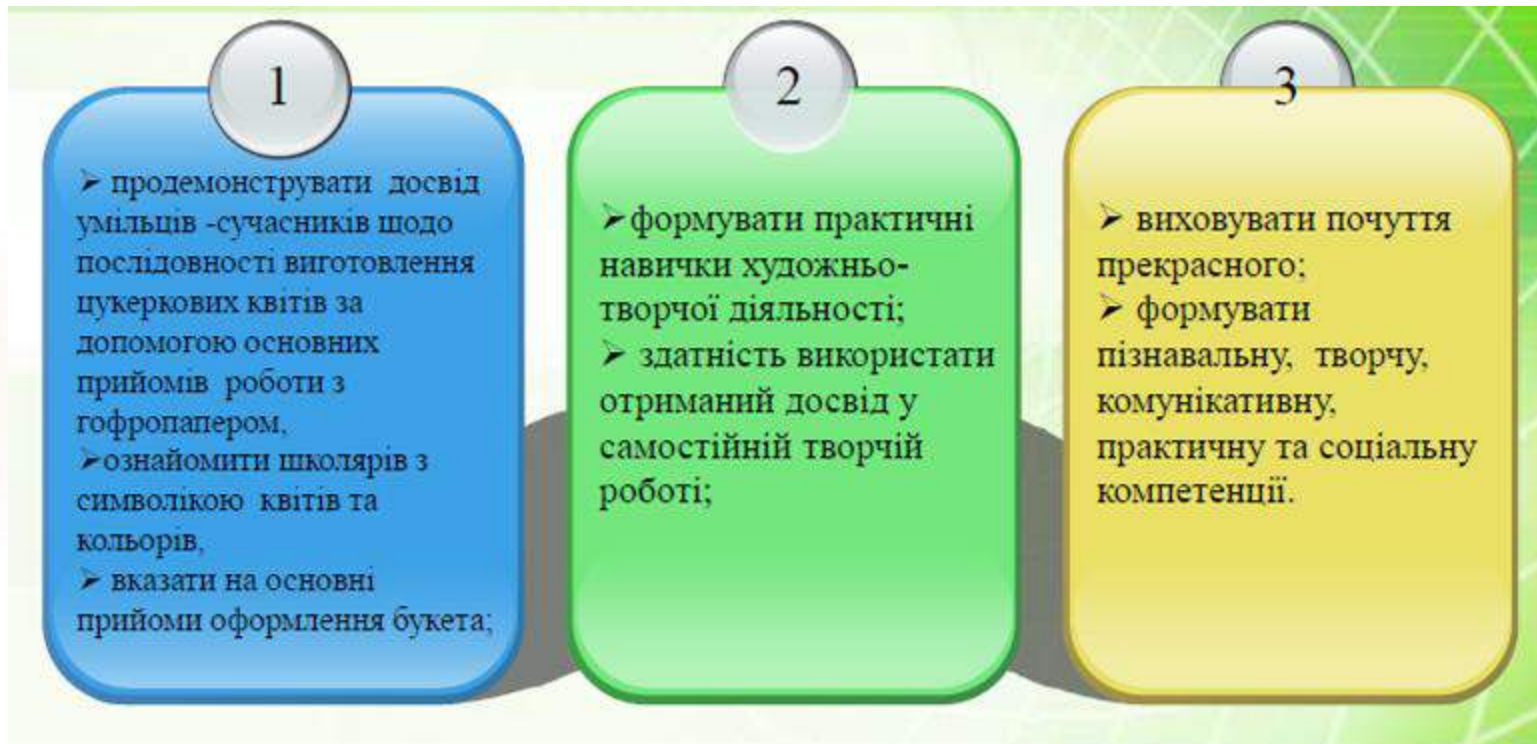 1
➢ продемонструвати досвід
умільців -сучасників щодо
послідовності виготовлення
цукеркових квітів за
допомогою основних
прийомів роботи з
гофропапером,
➢ознайомити школярів з
символікою квітів та
кольорів,
➢ вказати на основні
прийоми оформлення букета;
2
➢формувати практичні
навички художньо-
творчої діяльності;
➢ здатність використати
отриманий досвід у
самостійній творчій
роботі;
3
➢ виховувати почуття
прекрасного;
➢ формувати
пізнавальну, творчу,
комунікативну,
практичну та соціальну
компетенції.